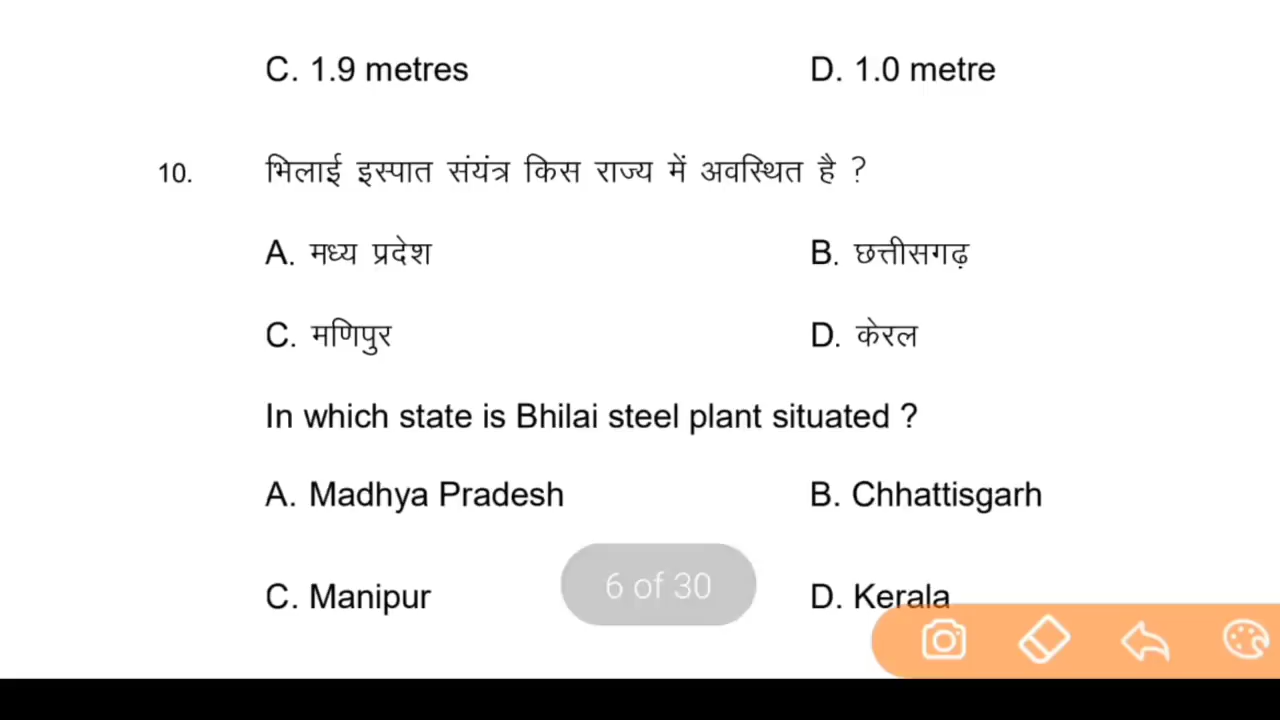 C. 1.9 metres D. 1.0 metre
10. भिलाई इस्पात संयंत्र किस राज्य में अवस्थित है ?
A. मध्य प्रदेश B. छत्तीसगढ़
C. मणिपुर D. केरल
In which state is Bhilai steel plant situated ?
A. Madhya Pradesh B. Chhattisgarh
C. Manipur D. Kerala
6 of 30